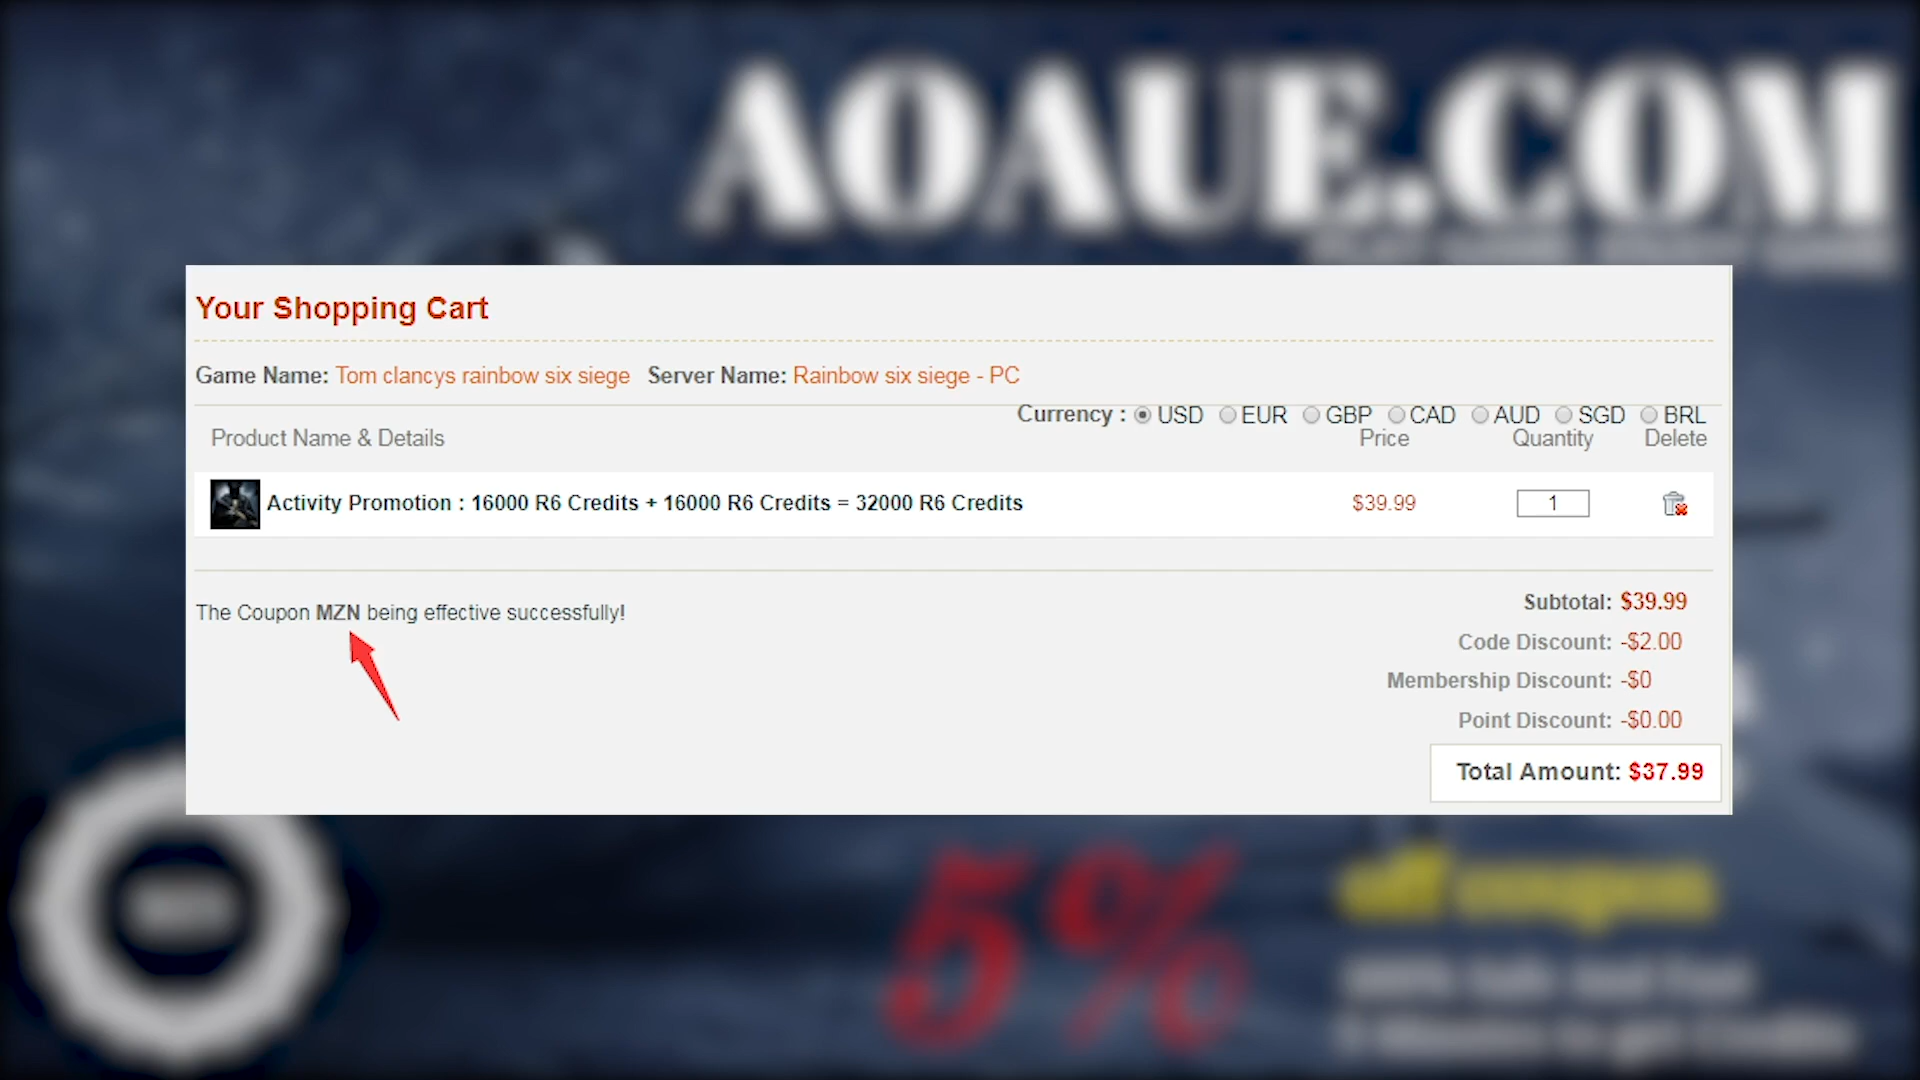 AOAUE.COM
Your Shopping Cart
Game Name: Tom clancys rainbow six siege Server Name: Rainbow six siege - PC
Currency : USD EUR GBP CAD AUD SGD BRL
Product Name & Details Price Quantity Delete
Activity Promotion : 16000 R6 Credits + 16000 R6 Credits = 32000 R6 Credits $39.99 1
The Coupon MZN being effective successfully!
Subtotal: $39.99
Code Discount: -$2.00
Membership Discount: -$0
Point Discount: -$0.00
Total Amount: $37.99
5% off coupon